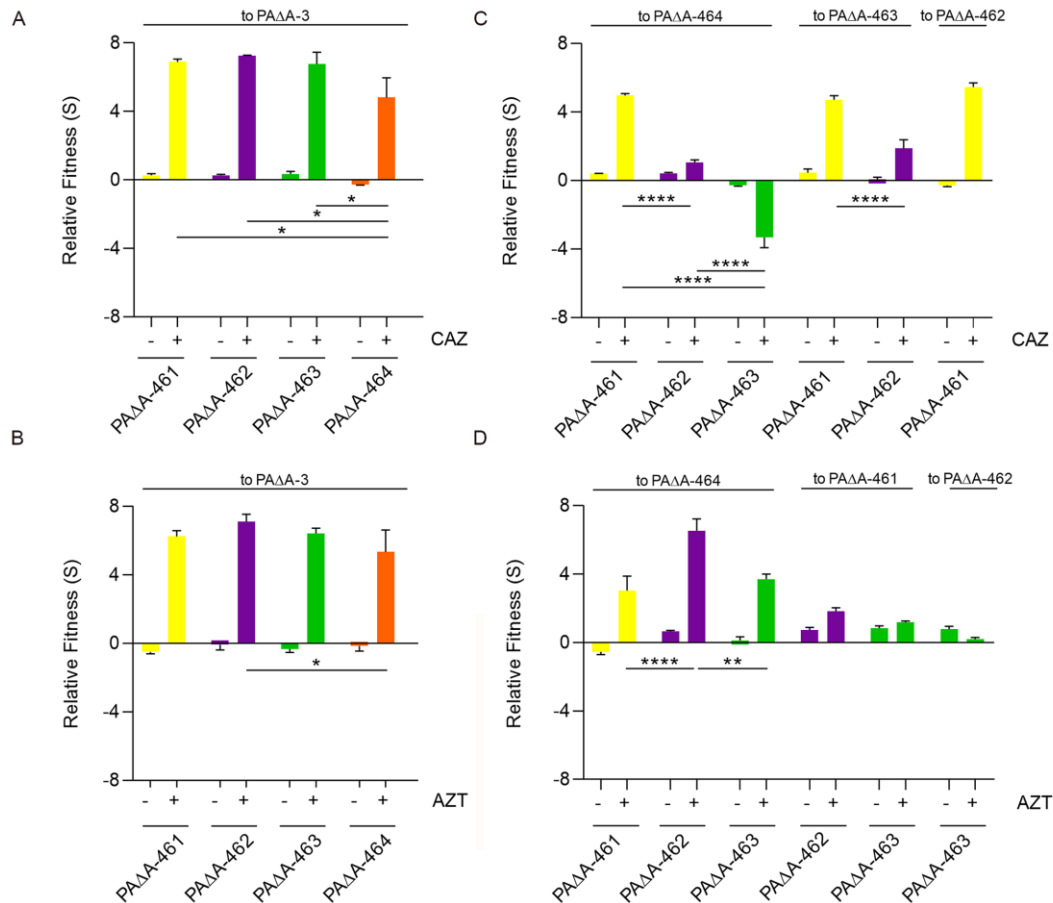 A
to PAΔA-3
Relative Fitness (S)
8
4
0
-4
-8
*
*
*
- + - + - + - + CAZ
PAΔA-461 PAΔA-462 PAΔA-463 PAΔA-464
C
to PAΔA-464 to PAΔA-463 to PAΔA-462
Relative Fitness (S)
8
4
0
-4
-8
**** ****
****
****
- + - + - + - + - + - + CAZ
PAΔA-461 PAΔA-462 PAΔA-463 PAΔA-461 PAΔA-462 PAΔA-461
B
to PAΔA-3
Relative Fitness (S)
8
4
0
-4
-8
*
- + - + - + - + AZT
PAΔA-461 PAΔA-462 PAΔA-463 PAΔA-464
D
to PAΔA-464 to PAΔA-461 to PAΔA-462
Relative Fitness (S)
8
4
0
-4
-8
**** **
- + - + - + - + - + - + AZT
PAΔA-461 PAΔA-462 PAΔA-463 PAΔA-462 PAΔA-463 PAΔA-463